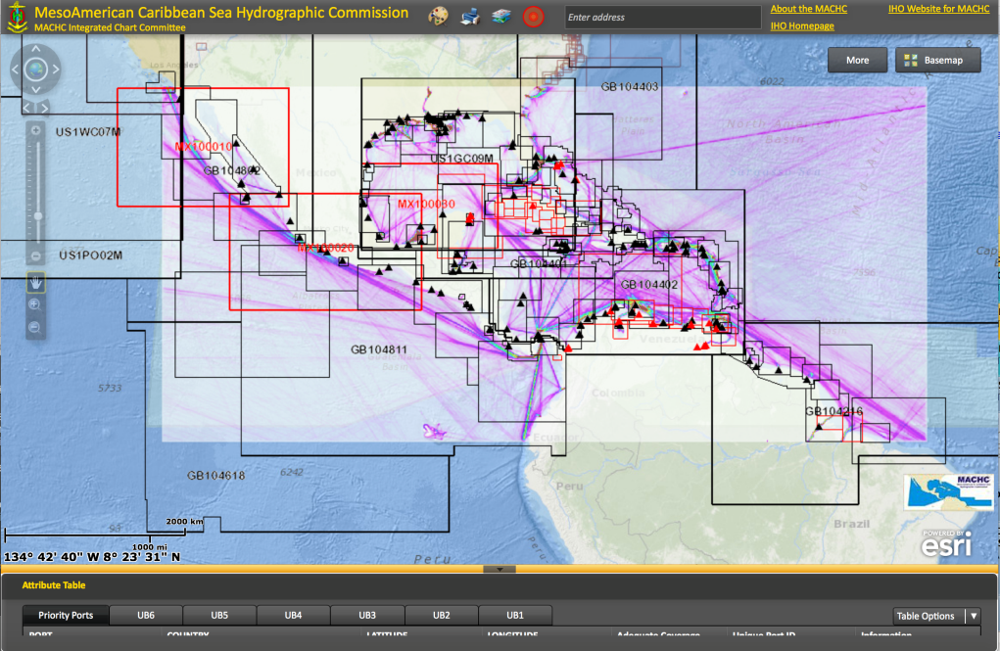 MesoAmerican Caribbean Sea Hydrographic Commission
MACHC Integrated Chart Committee
Enter address
About the MACHC
IHO Homepage
IHO Website for MACHC
More
Basemap
Los Angeles
GB104403
6022
US1WC07M
MX100010
GB104802
US1GC09M
Mexico
MX100030
MX100020
US1PO02M
GB104401
GB104402
Venezuela
GB104811
5733
Colombia
GB104216
Ecuador
GB104618
6242
Peru
Peru
Brazil
MACHC
2000 km
1000 mi
134° 42' 40" W 8° 23' 31" N
POWERED BY
esri
Attribute Table
Priority Ports
UB6
UB5
UB4
UB3
UB2
UB1
Table Options
PORT
COUNTRY
LATITUDE
LONGITUDE
Adequate Coverage
Unique Port ID
Information